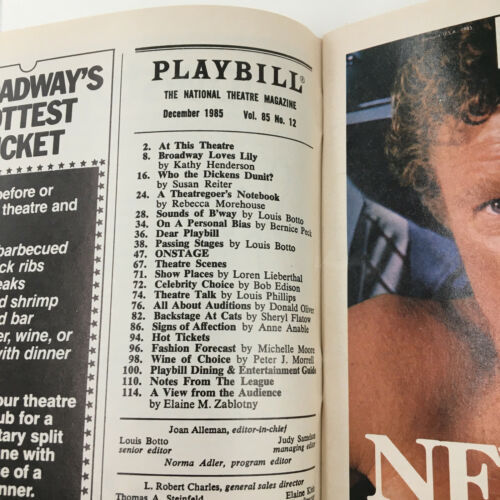 ADWAY'S
OTTEST
CKET
before or
theatre and
barbecued
ck ribs
eaks
d shrimp
d bar
er, wine, or
with dinner
our theatre
ub for a
tary split
ne with
e of a
dinner.
PLAYBILL®
THE NATIONAL THEATRE MAGAZINE
December 1985 Vol. 85 No. 12
2. At This Theatre
8. Broadway Loves Lily
by Kathy Henderson
16. Who the Dickens Dunit?
by Susan Reiter
24. A Theatregoer's Notebook
by Rebecca Morehouse
28. Sounds of B'way by Louis Botto
34. On A Personal Bias by Bernice Peck
36. Dear Playbill
38. Passing Stages by Louis Botto
47. ONSTAGE
67. Theatre Scenes
71. Show Places by Loren Lieberthal
72. Celebrity Choice by Bob Edison
74. Theatre Talk by Louis Phillips
76. All About Auditions by Donald Oliver
82. Backstage At Cats by Sheryl Flatow
86. Signs of Affection by Anne Anable
94. Hot Tickets
96. Fashion Forecast by Michelle Moore
98. Wine of Choice by Peter J. Morrell
100. Playbill Dining & Entertainment Guide
110. Notes From The League
114. A View from the Audience
by Elaine M. Zablotny
Joan Alleman, editor-in-chief
Louis Botto Judy Samelson
senior editor managing editor
Norma Adler, program editor
L. Robert Charles, general sales director
Thomas A. Steinfeld Elaine
NE